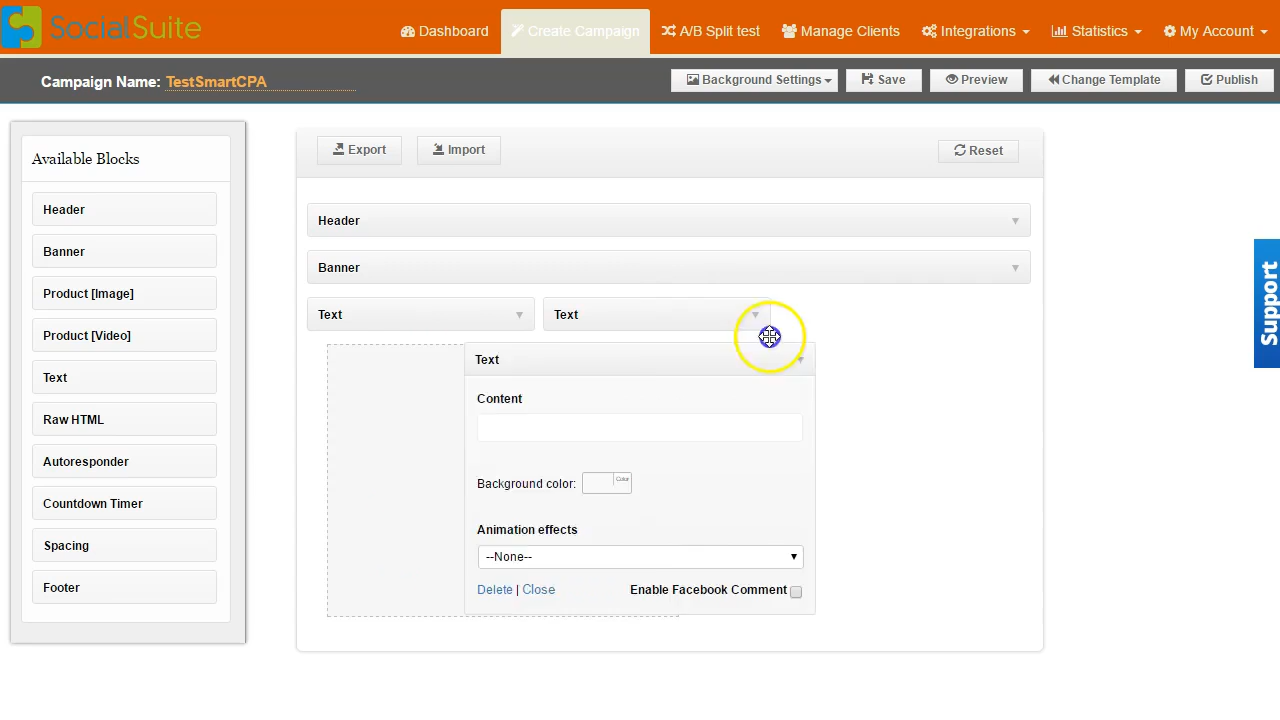 SocialSuite
Dashboard Create Campaign A/B Split test Manage Clients Integrations Statistics My Account
Campaign Name: TestSmartCPA
Background Settings Save Preview Change Template Publish
Available Blocks
Header
Banner
Product [Image]
Product [Video]
Text
Raw HTML
Autoresponder
Countdown Timer
Spacing
Footer
Export Import Reset
Header
Banner
Text Text
Text
Content
Background color: Color
Animation effects
--None--
Delete | Close Enable Facebook Comment
Support